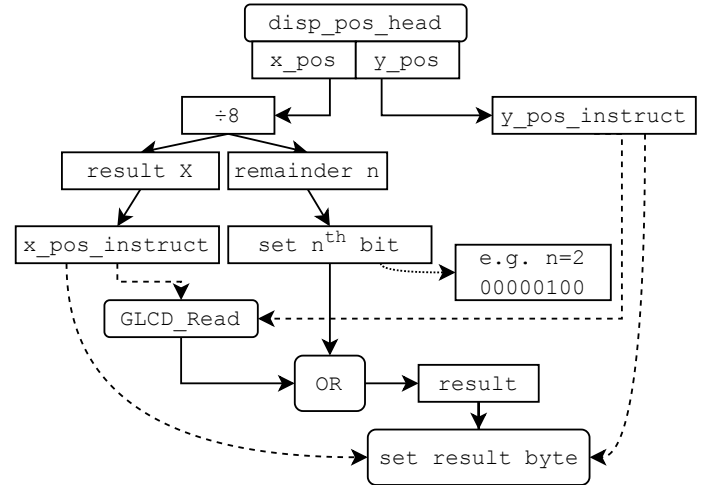 disp_pos_head
x_pos
y_pos
÷8
y_pos_instruct
result X
remainder n
x_pos_instruct
set nth bit
e.g. n=2
00000100
GLCD_Read
OR
result
set result byte